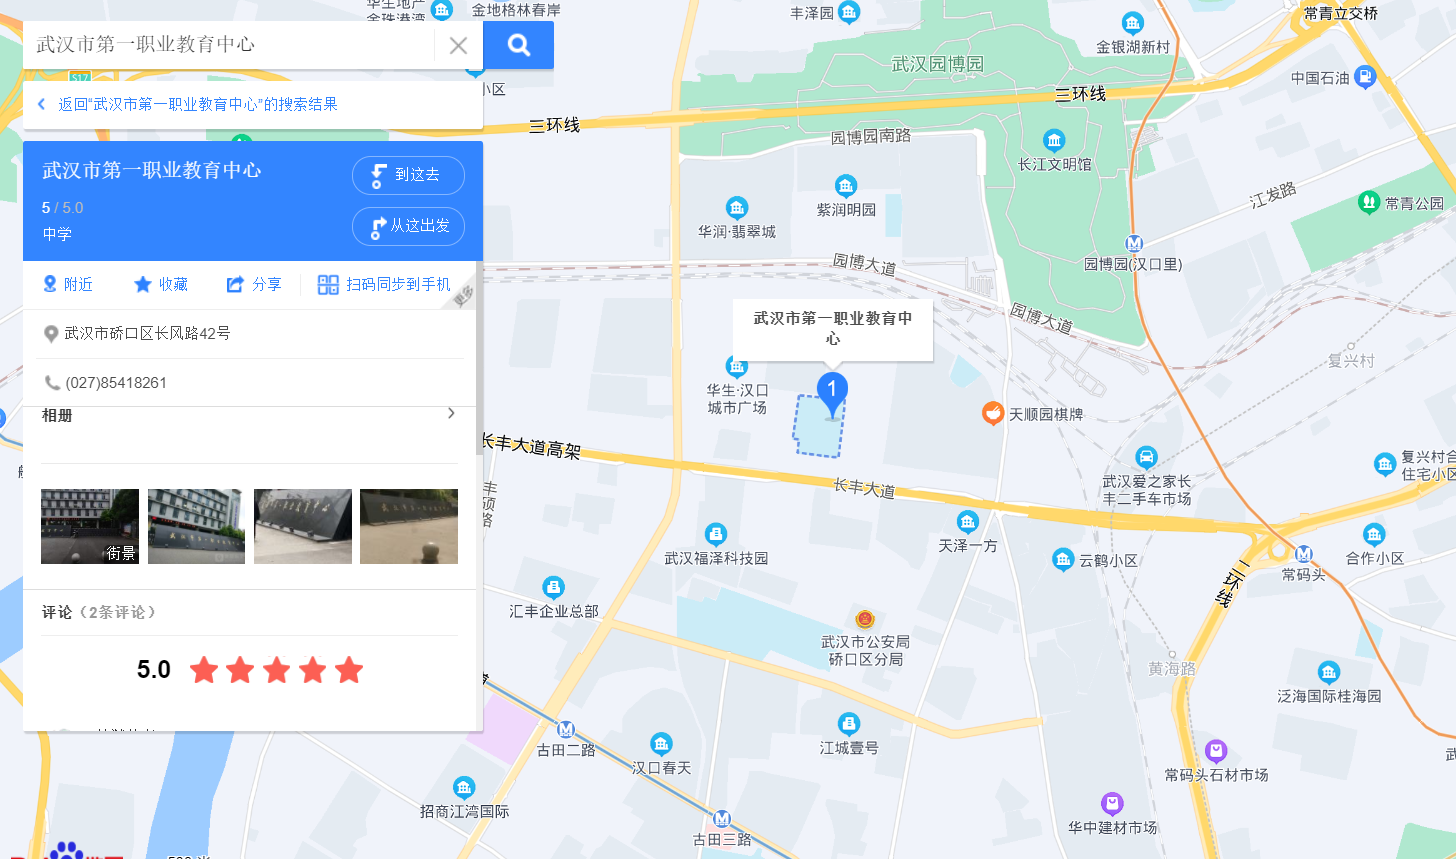 武汉市第一职业教育中心
S17
返回"武汉市第一职业教育中心"的搜索结果
武汉市第一职业教育中心
到这去
5 / 5.0
中学
从这出发
附近
收藏
分享
扫码同步到手机
更多
武汉市硚口区长风路42号
(027)85418261
相册
街景
评论（2条评论）
5.0
金地格林春岸
丰泽园
常青立交桥
金银湖新村
武汉园博园
中国石油
小区
三环线
三环线
园博园南路
长江文明馆
紫润明园
江发路
常青公园
华润·翡翠城
园博园(汉口里)
园博大道
园博大道
武汉市第一职业教育中
心
1
复兴村
华生·汉口
城市广场
天顺园棋牌
长丰大道高架
长丰大道
丰硕路
武汉爱之家长
丰二手车市场
复兴村合
住宅小区
天泽一方
武汉福泽科技园
云鹤小区
常码头
合作小区
二环线
汇丰企业总部
武汉市公安局
硚口区分局
黄海路
泛海国际桂海园
古田二路
汉口春天
江城壹号
常码头石材市场
招商江湾国际
古田三路
华中建材市场